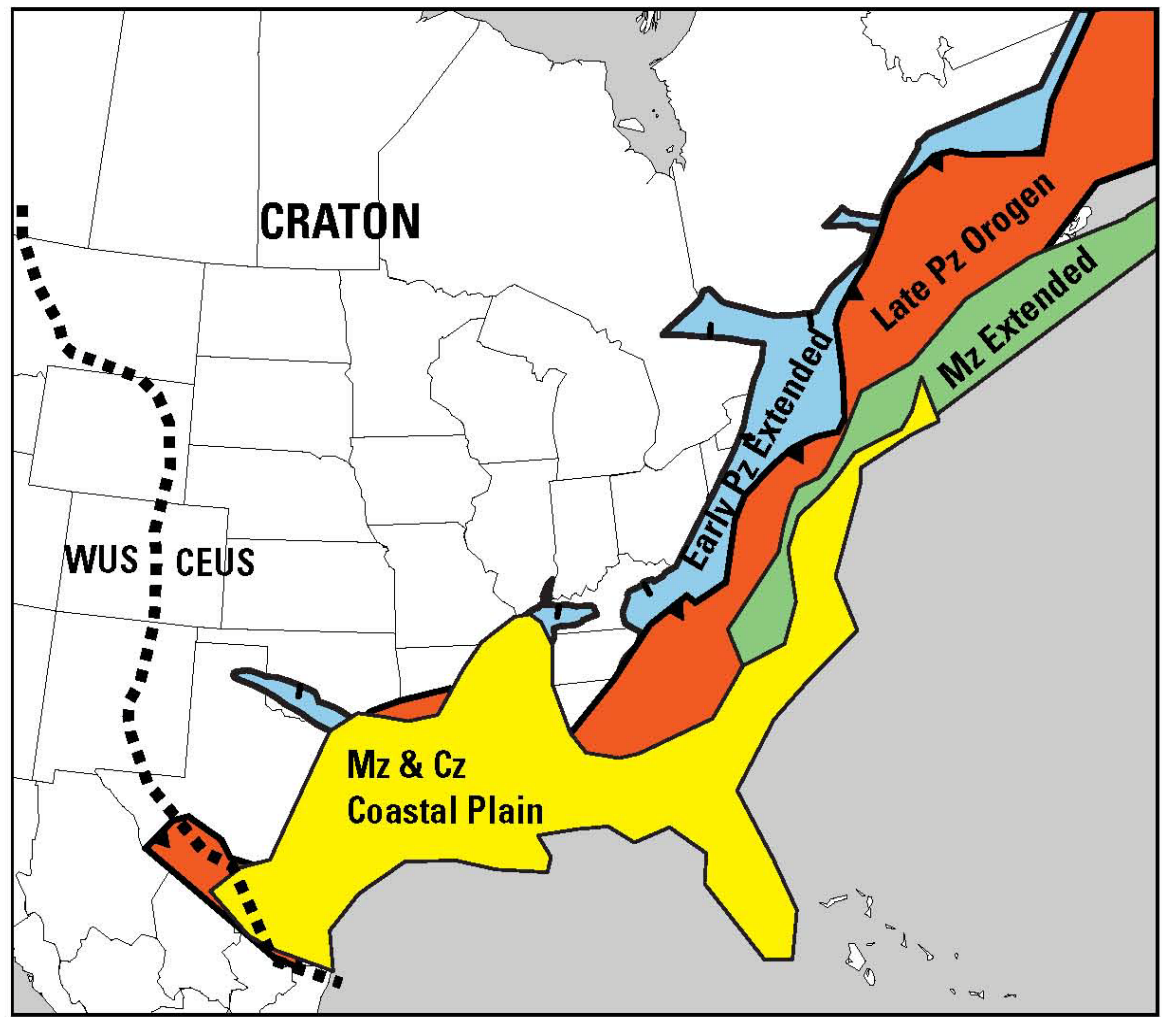 CRATON
Late Pz Orogen
Mz Extended
Early Pz Extended
WUS
CEUS
Mz & Cz
Coastal Plain